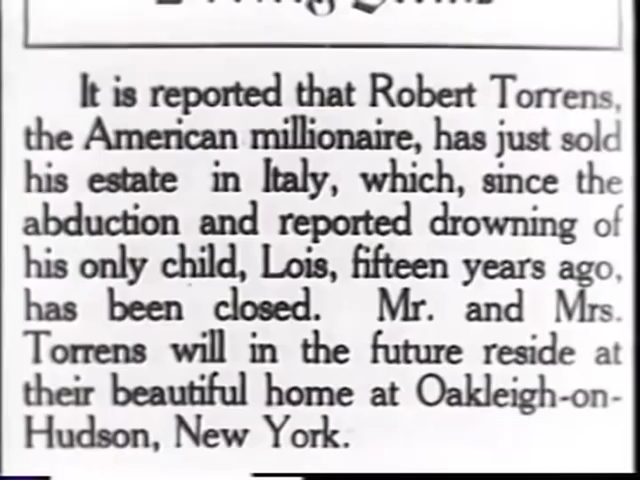 It is reported that Robert Torrens,
the American millionaire, has just sold
his estate in Italy, which, since the
abduction and reported drowning of
his only child, Lois, fifteen years ago,
has been closed. Mr. and Mrs.
Torrens will in the future reside at
their beautiful home at Oakleigh-on-
Hudson, New York.